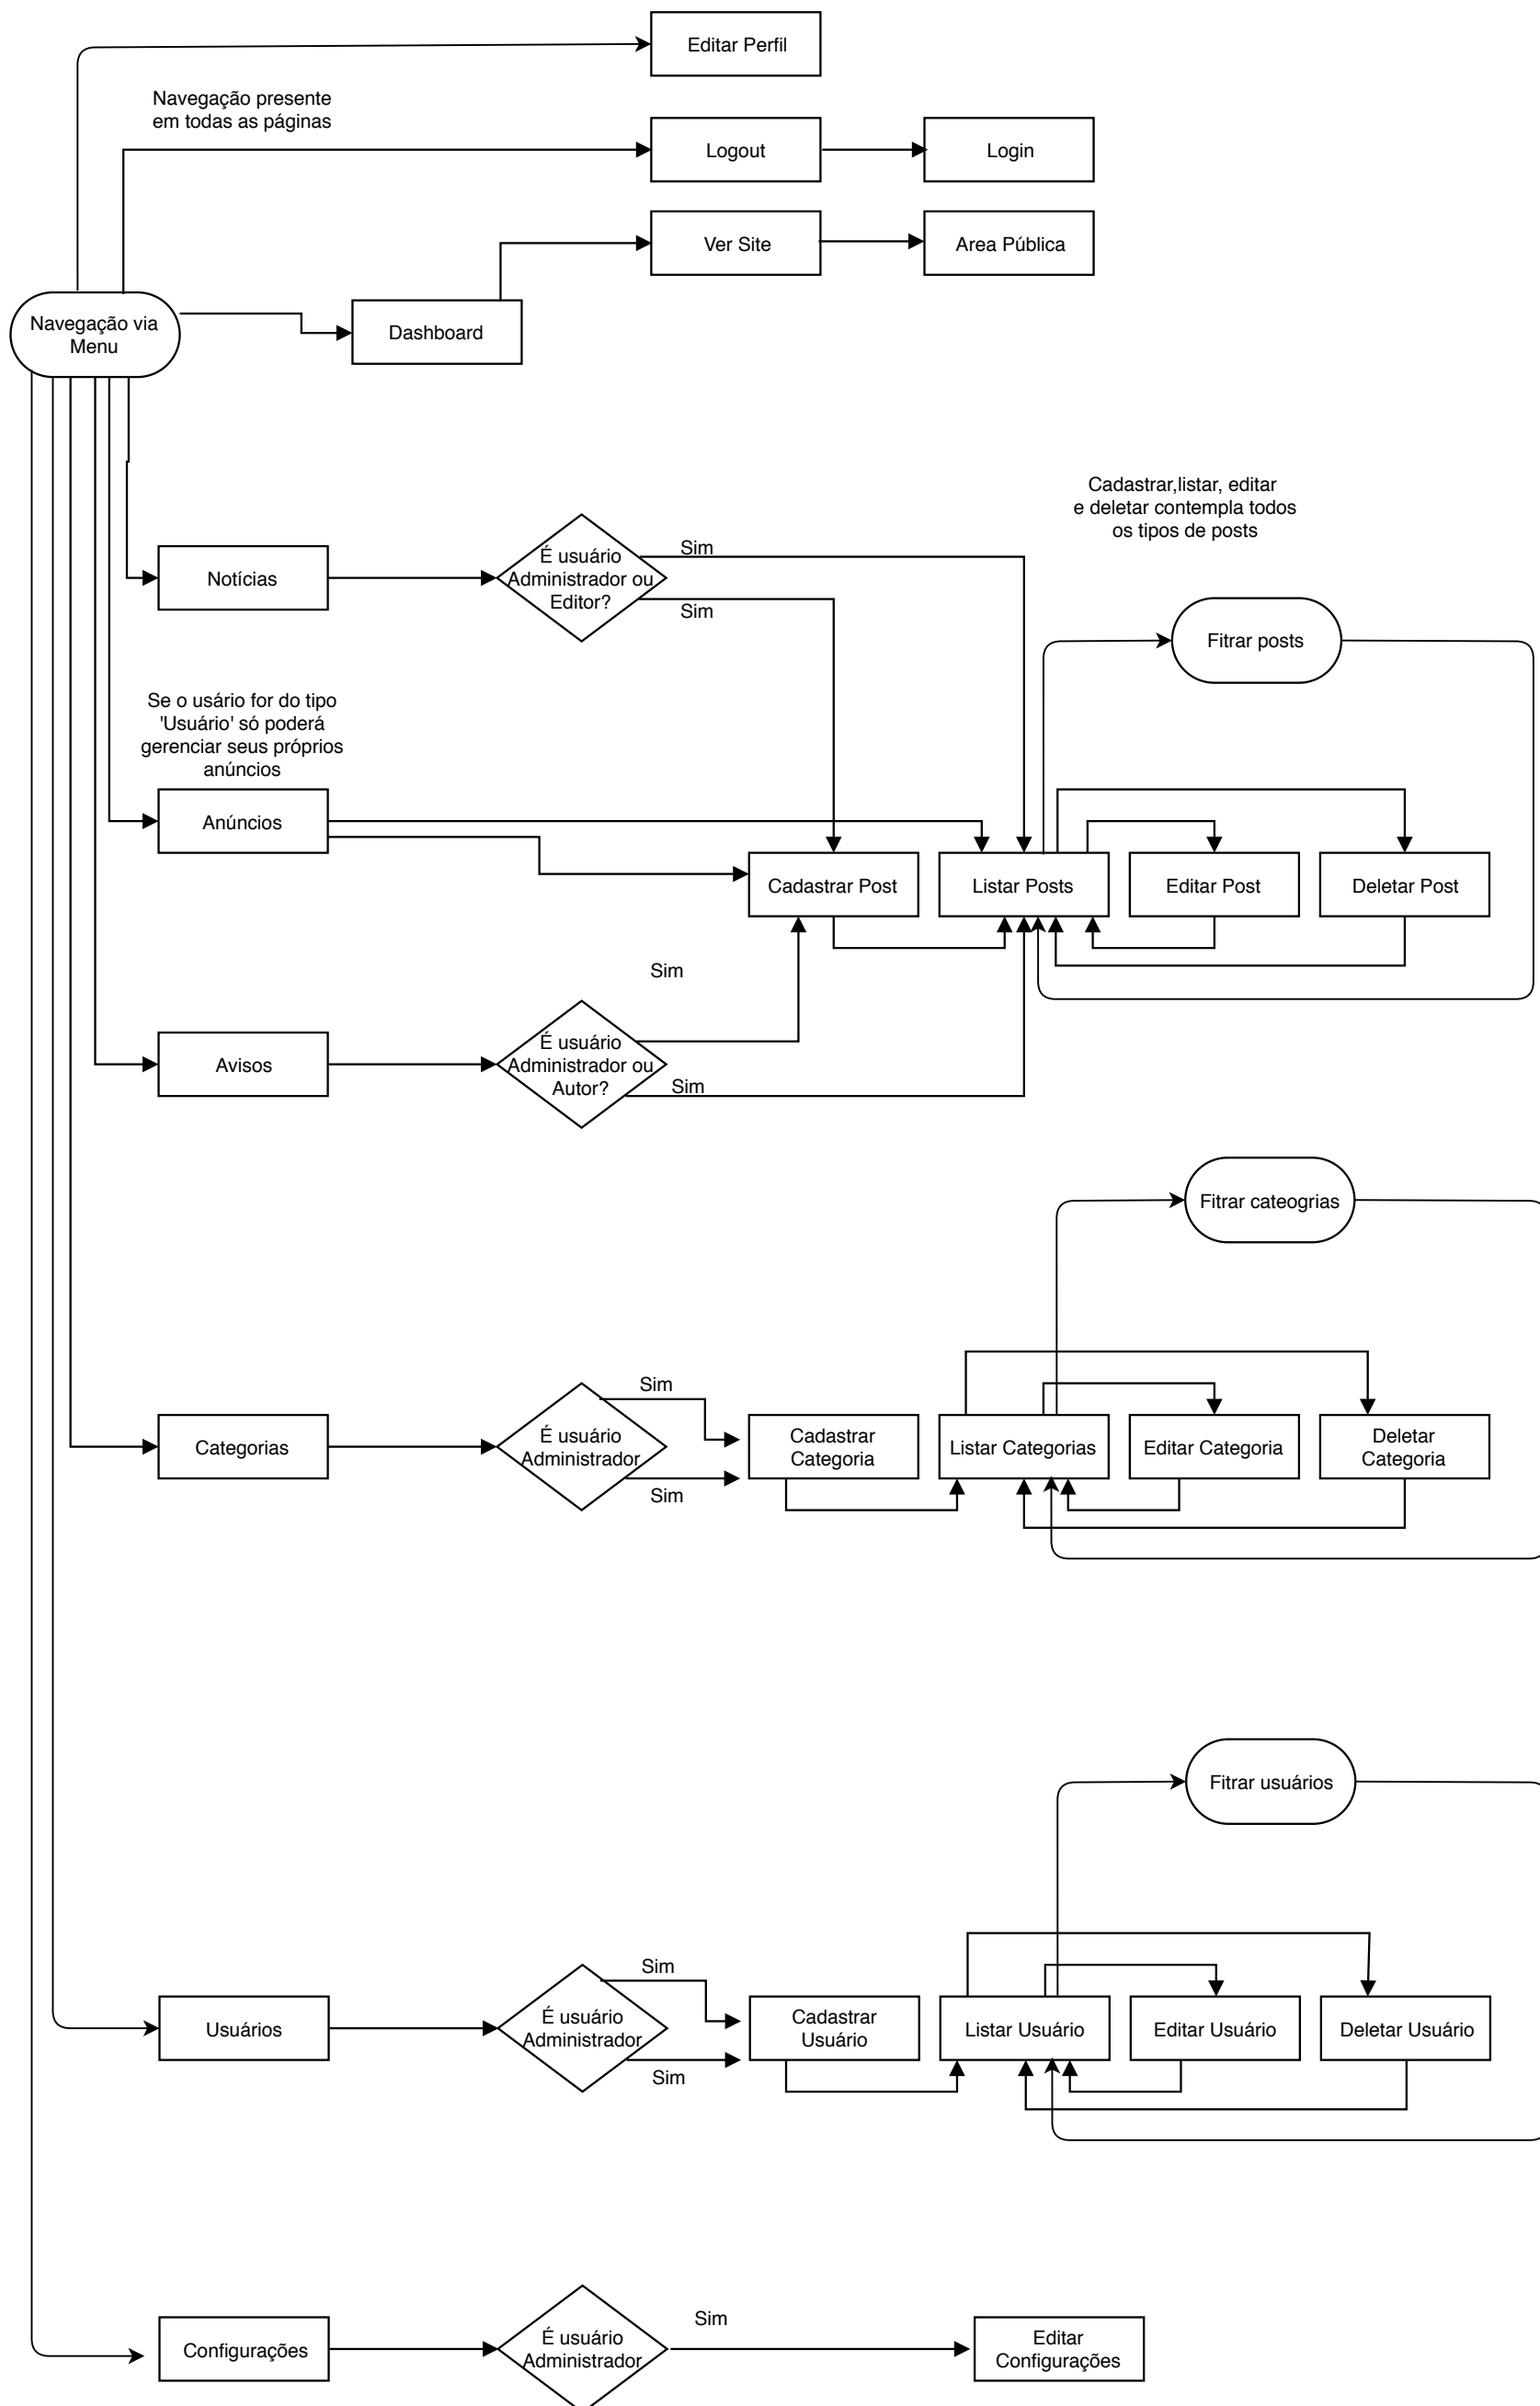 Editar Perfil
Navegação presente
em todas as páginas
Logout
Login
Ver Site
Area Pública
Navegação via
Menu
Dashboard
Cadastrar,listar, editar
e deletar contempla todos
os tipos de posts
Notícias
É usuário
Administrador ou
Editor?
Sim
Sim
Fitrar posts
Se o usário for do tipo
'Usuário' só poderá
gerenciar seus próprios
anúncios
Anúncios
Cadastrar Post
Listar Posts
Editar Post
Deletar Post
Sim
Avisos
É usuário
Administrador ou
Autor?
Sim
Fitrar cateogrias
Categorias
É usuário
Administrador
Sim
Sim
Cadastrar
Categoria
Listar Categorias
Editar Categoria
Deletar
Categoria
Fitrar usuários
Usuários
É usuário
Administrador
Sim
Sim
Cadastrar
Usuário
Listar Usuário
Editar Usuário
Deletar Usuário
Configurações
É usuário
Administrador
Sim
Editar
Configurações